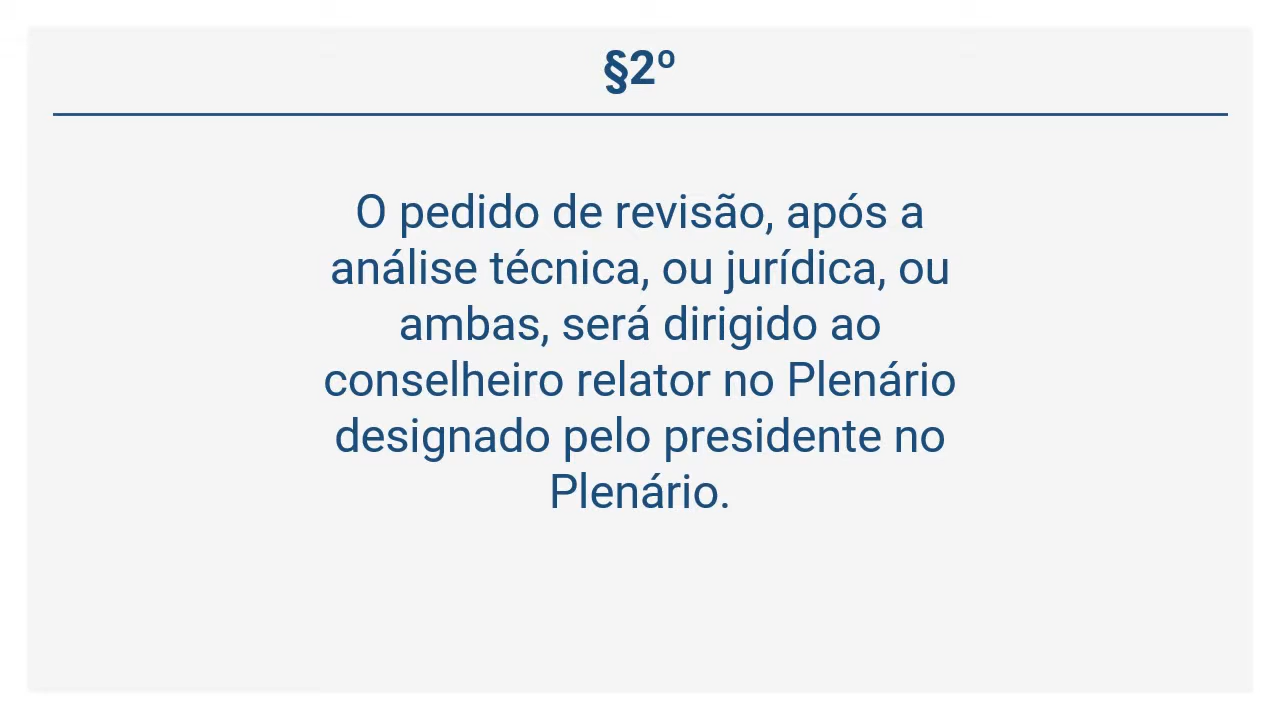 §2º
O pedido de revisão, após a
análise técnica, ou jurídica, ou
ambas, será dirigido ao
conselheiro relator no Plenário
designado pelo presidente no
Plenário.